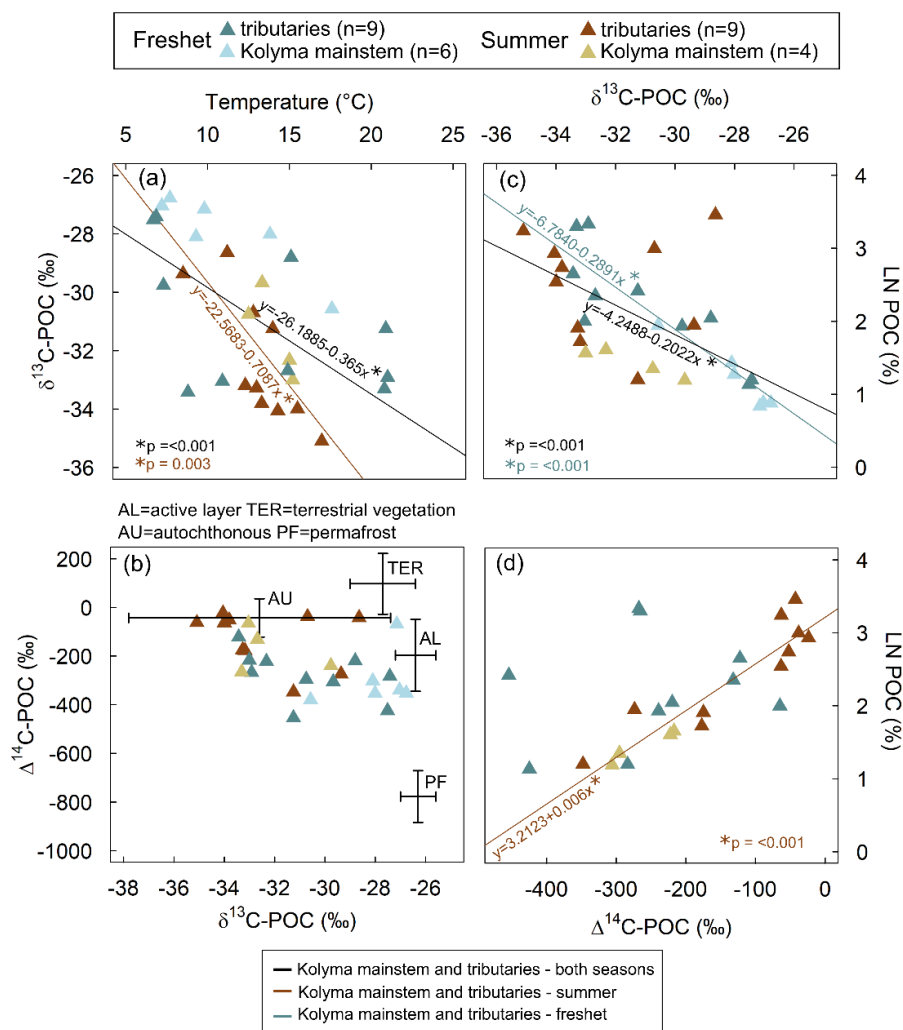 Freshet
tributaries (n=9)
Kolyma mainstem (n=6)
Summer
tributaries (n=9)
Kolyma mainstem (n=4)
Temperature (°C)
5 10 15 20 25
δ¹³C-POC (‰)
-36 -34 -32 -30 -28 -26
(a)
-26
-28
-30
-32
-34
-36
δ¹³C-POC (‰)
y=-26.1885-0.365x *
y=-22.5683-0.7087x *
*p =<0.001
*p = 0.003
(c)
4
3
2
1
0
LN POC (%)
y=-6.7840-0.2891x *
y=-4.2488-0.2022x *
*p =<0.001
*p =<0.001
AL=active layer TER=terrestrial vegetation
AU=autochthonous PF=permafrost
(b)
200
0
-200
-400
-600
-800
-1000
Δ¹⁴C-POC (‰)
TER
AU
AL
PF
-38 -36 -34 -32 -30 -28 -26
δ¹³C-POC (‰)
(d)
4
3
2
1
0
LN POC (%)
y=3.2123+0.006x *
*p =<0.001
-400 -300 -200 -100 0
Δ¹⁴C-POC (‰)
Kolyma mainstem and tributaries - both seasons
Kolyma mainstem and tributaries - summer
Kolyma mainstem and tributaries - freshet